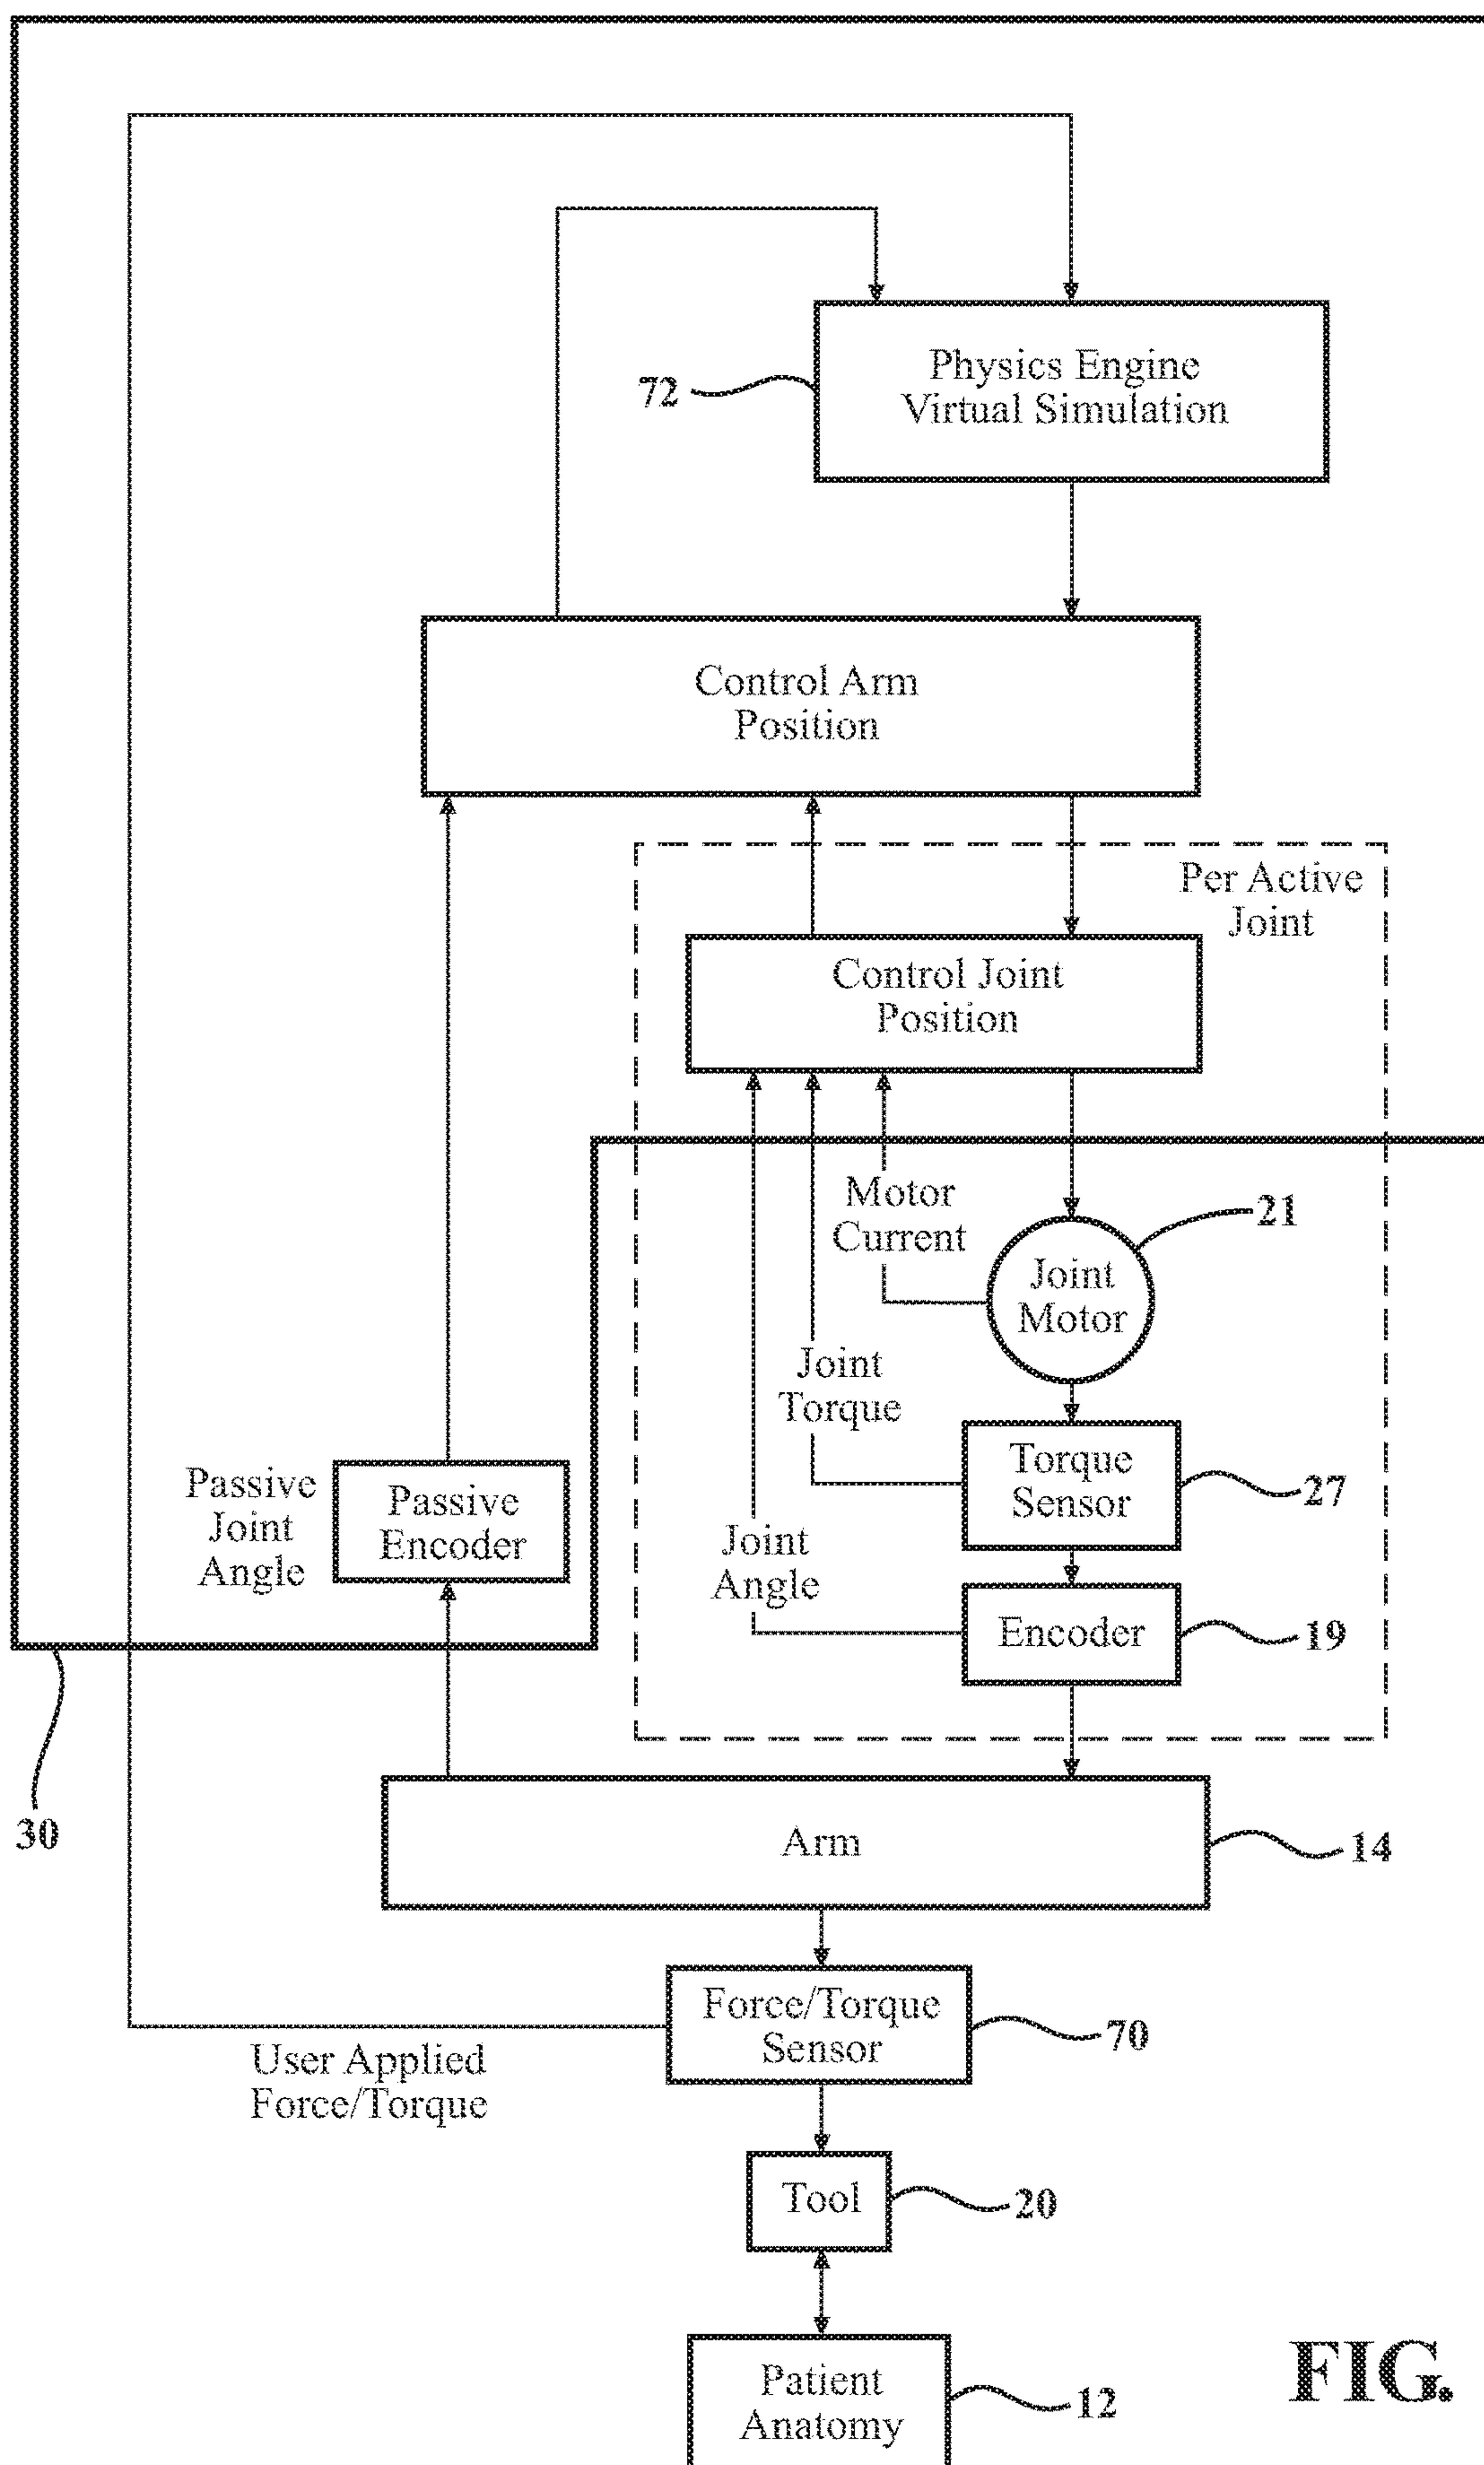 72
Physics Engine
Virtual Simulation
Control Arm
Position
Per Active
Joint
Control Joint
Position
Motor
Current
21
Joint
Motor
Joint
Torque
Torque
Sensor
27
Passive
Joint
Angle
Passive
Encoder
Joint
Angle
Encoder
19
30
Arm
14
Force/Torque
Sensor
70
User Applied
Force/Torque
Tool
20
Patient
Anatomy
12
FIG.